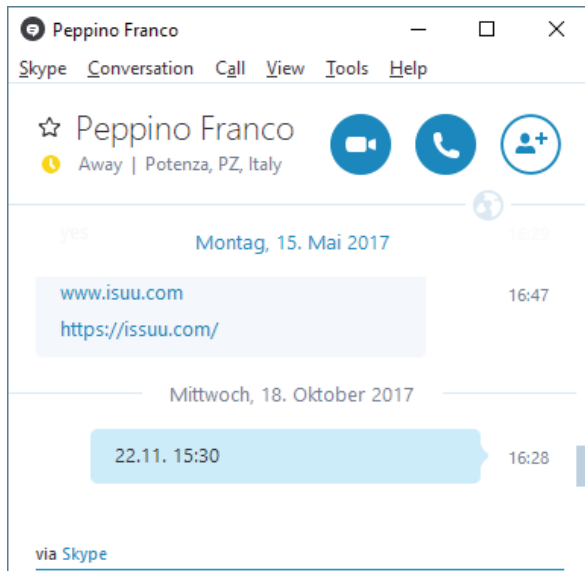 Peppino Franco
Skype Conversation Call View Tools Help
Peppino Franco
Away | Potenza, PZ, Italy
yes 16:29
Montag, 15. Mai 2017
www.isuu.com 16:47
https://issuu.com/
Mittwoch, 18. Oktober 2017
22.11. 15:30 16:28
via Skype